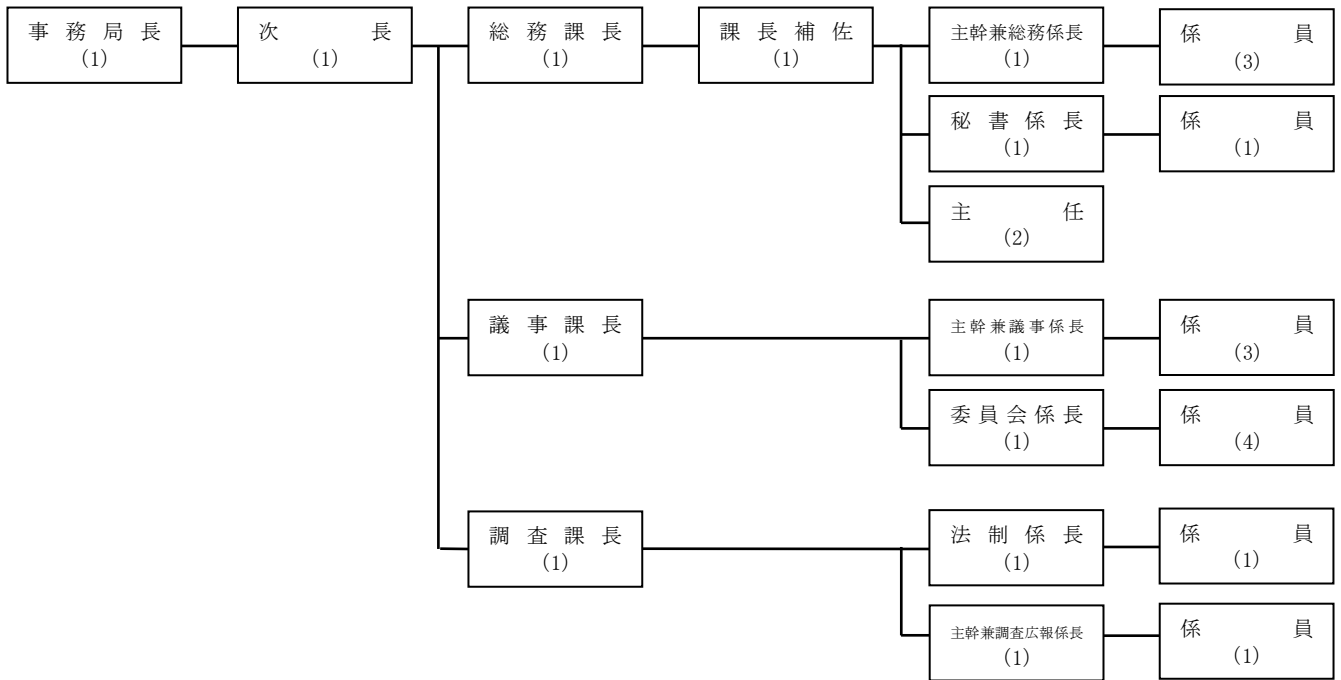 事務局長
(1)
次長
(1)
総務課長
(1)
課長補佐
(1)
主幹兼総務係長
(1)
係員
(3)
秘書係長
(1)
係員
(1)
主任
(2)
議事課長
(1)
主幹兼議事係長
(1)
係員
(3)
委員会係長
(1)
係員
(4)
調査課長
(1)
法制係長
(1)
係員
(1)
主幹兼調査広報係長
(1)
係員
(1)